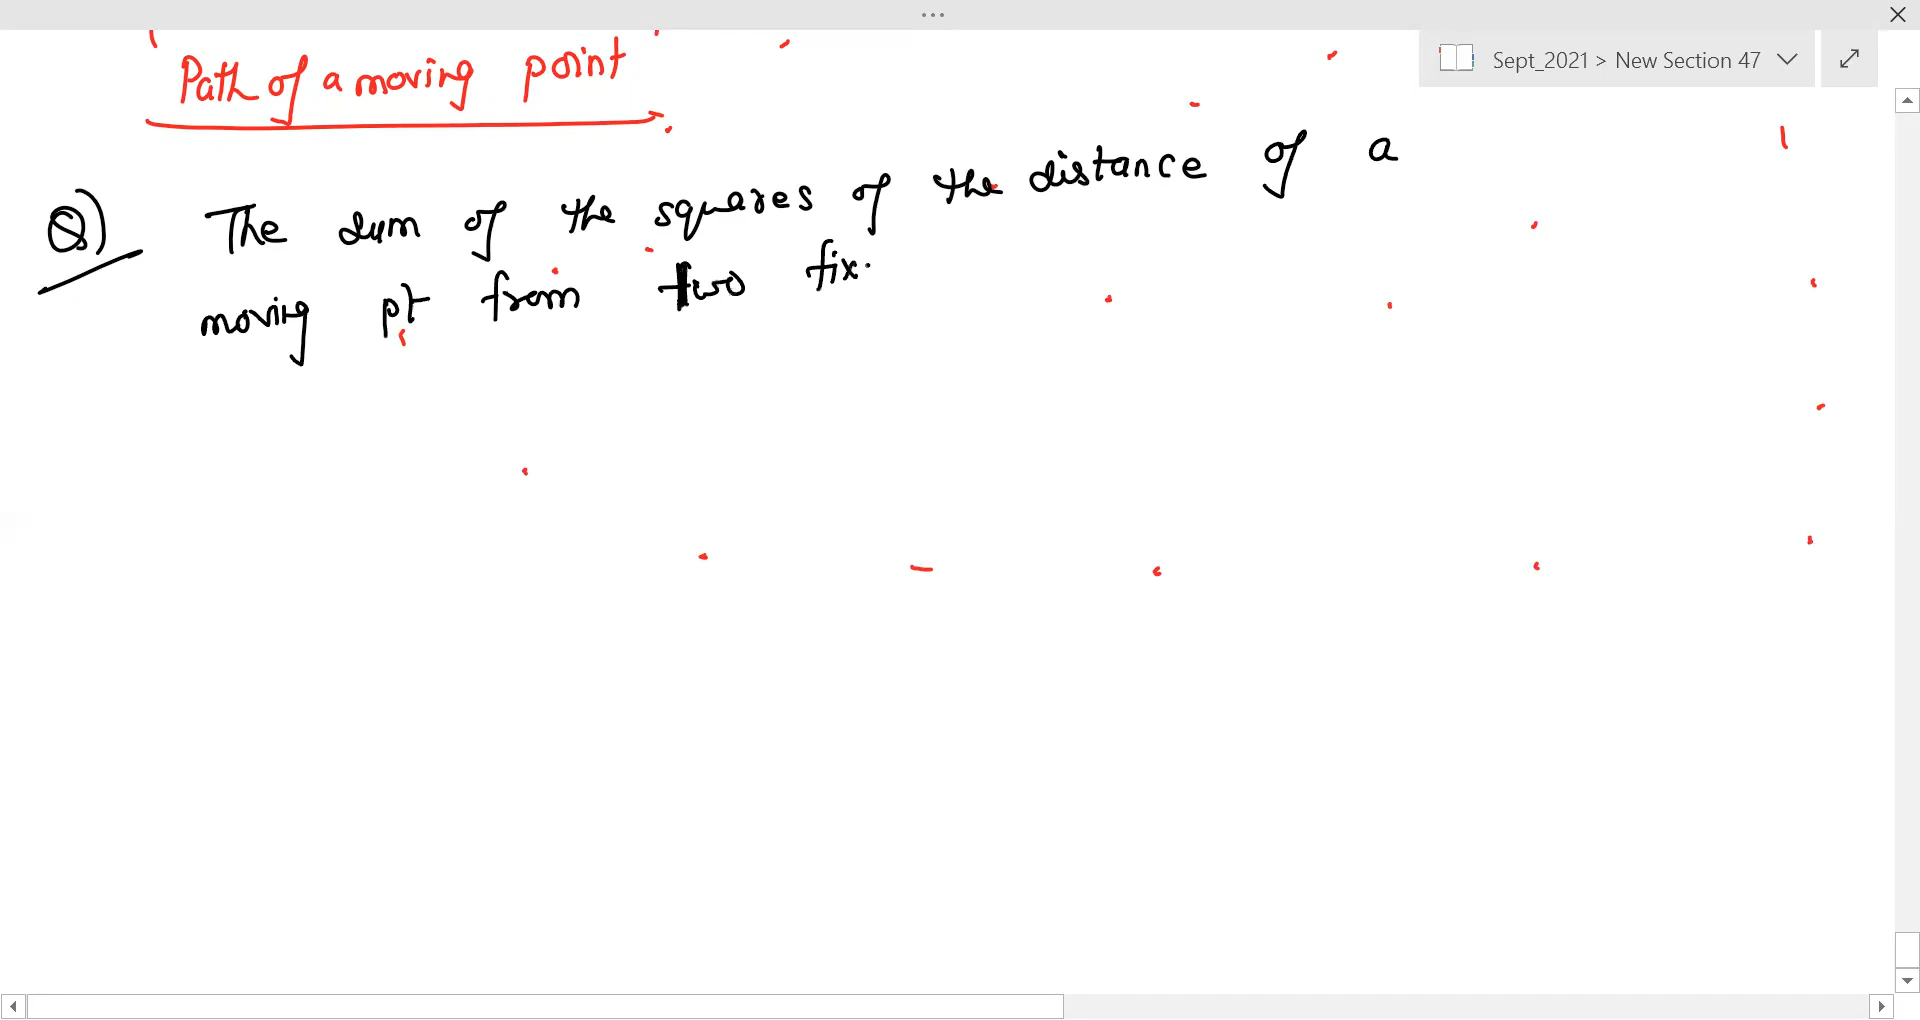 Sept_2021 > New Section 47
Path of a moving point
Q) The sum of the squares of the distance of a
moving pt from two fix.